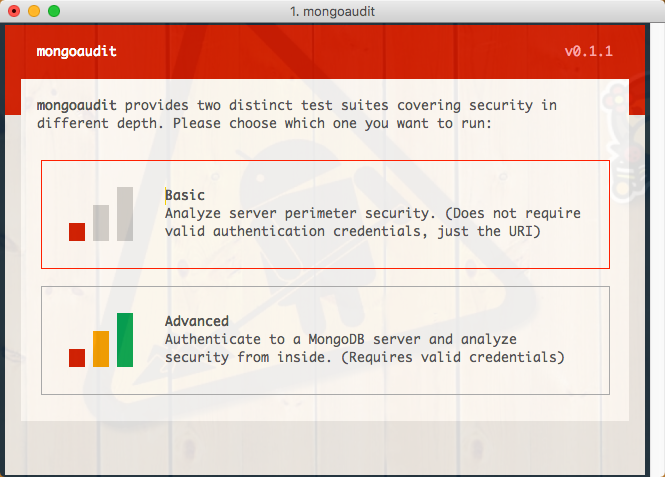 1. mongoaudit
mongoaudit v0.1.1
mongoaudit provides two distinct test suites covering security in
different depth. Please choose which one you want to run:
Basic
Analyze server perimeter security. (Does not require
valid authentication credentials, just the URI)
Advanced
Authenticate to a MongoDB server and analyze
security from inside. (Requires valid credentials)